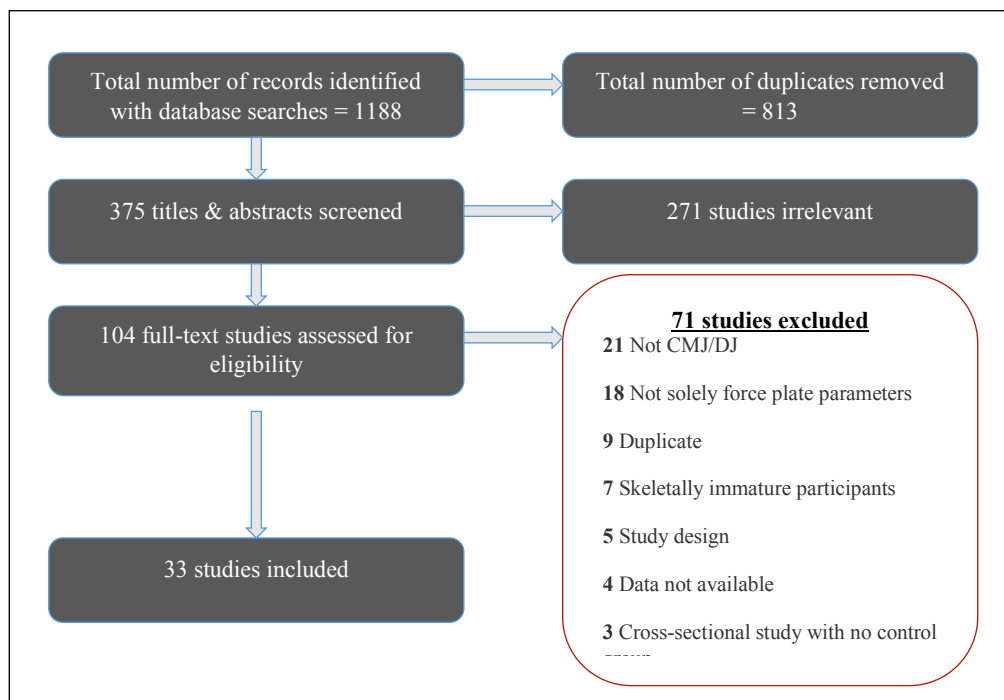 Total number of records identified
with database searches = 1188
Total number of duplicates removed
= 813
375 titles & abstracts screened
271 studies irrelevant
104 full-text studies assessed for
eligibility
71 studies excluded
21 Not CMJ/DJ
18 Not solely force plate parameters
9 Duplicate
7 Skeletally immature participants
5 Study design
4 Data not available
3 Cross-sectional study with no control
33 studies included